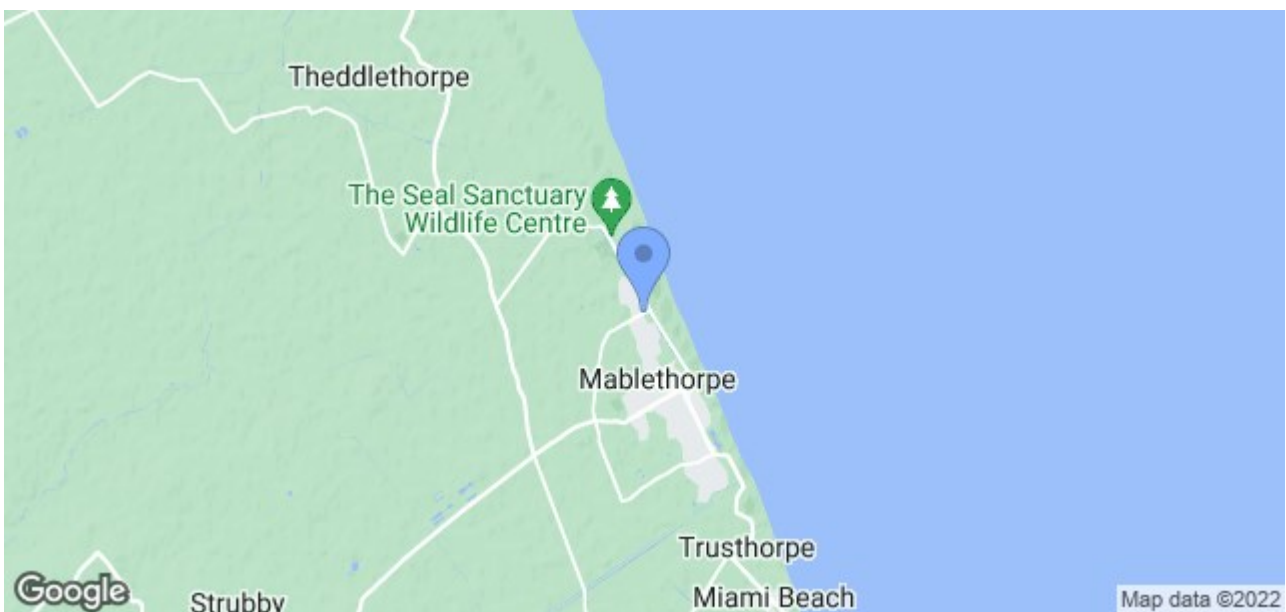 Theddlethorpe
The Seal Sanctuary
Wildlife Centre
Mablethorpe
Trusthorpe
Miami Beach
Strubby
Google
Map data ©2022